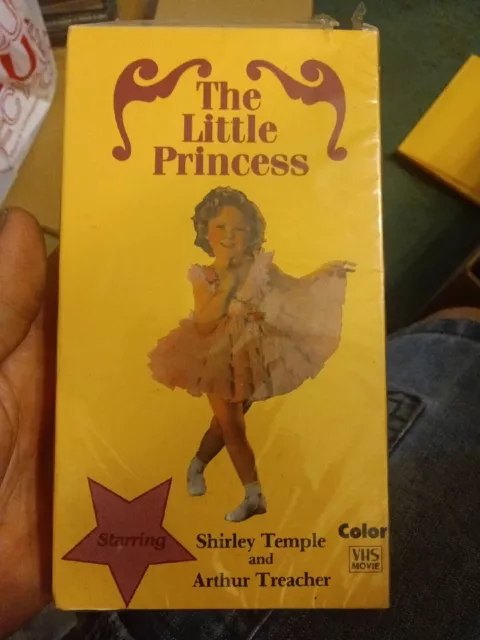 The
Little
Princess
Starring
Shirley Temple
and
Arthur Treacher
Color
VHS
MOVIE